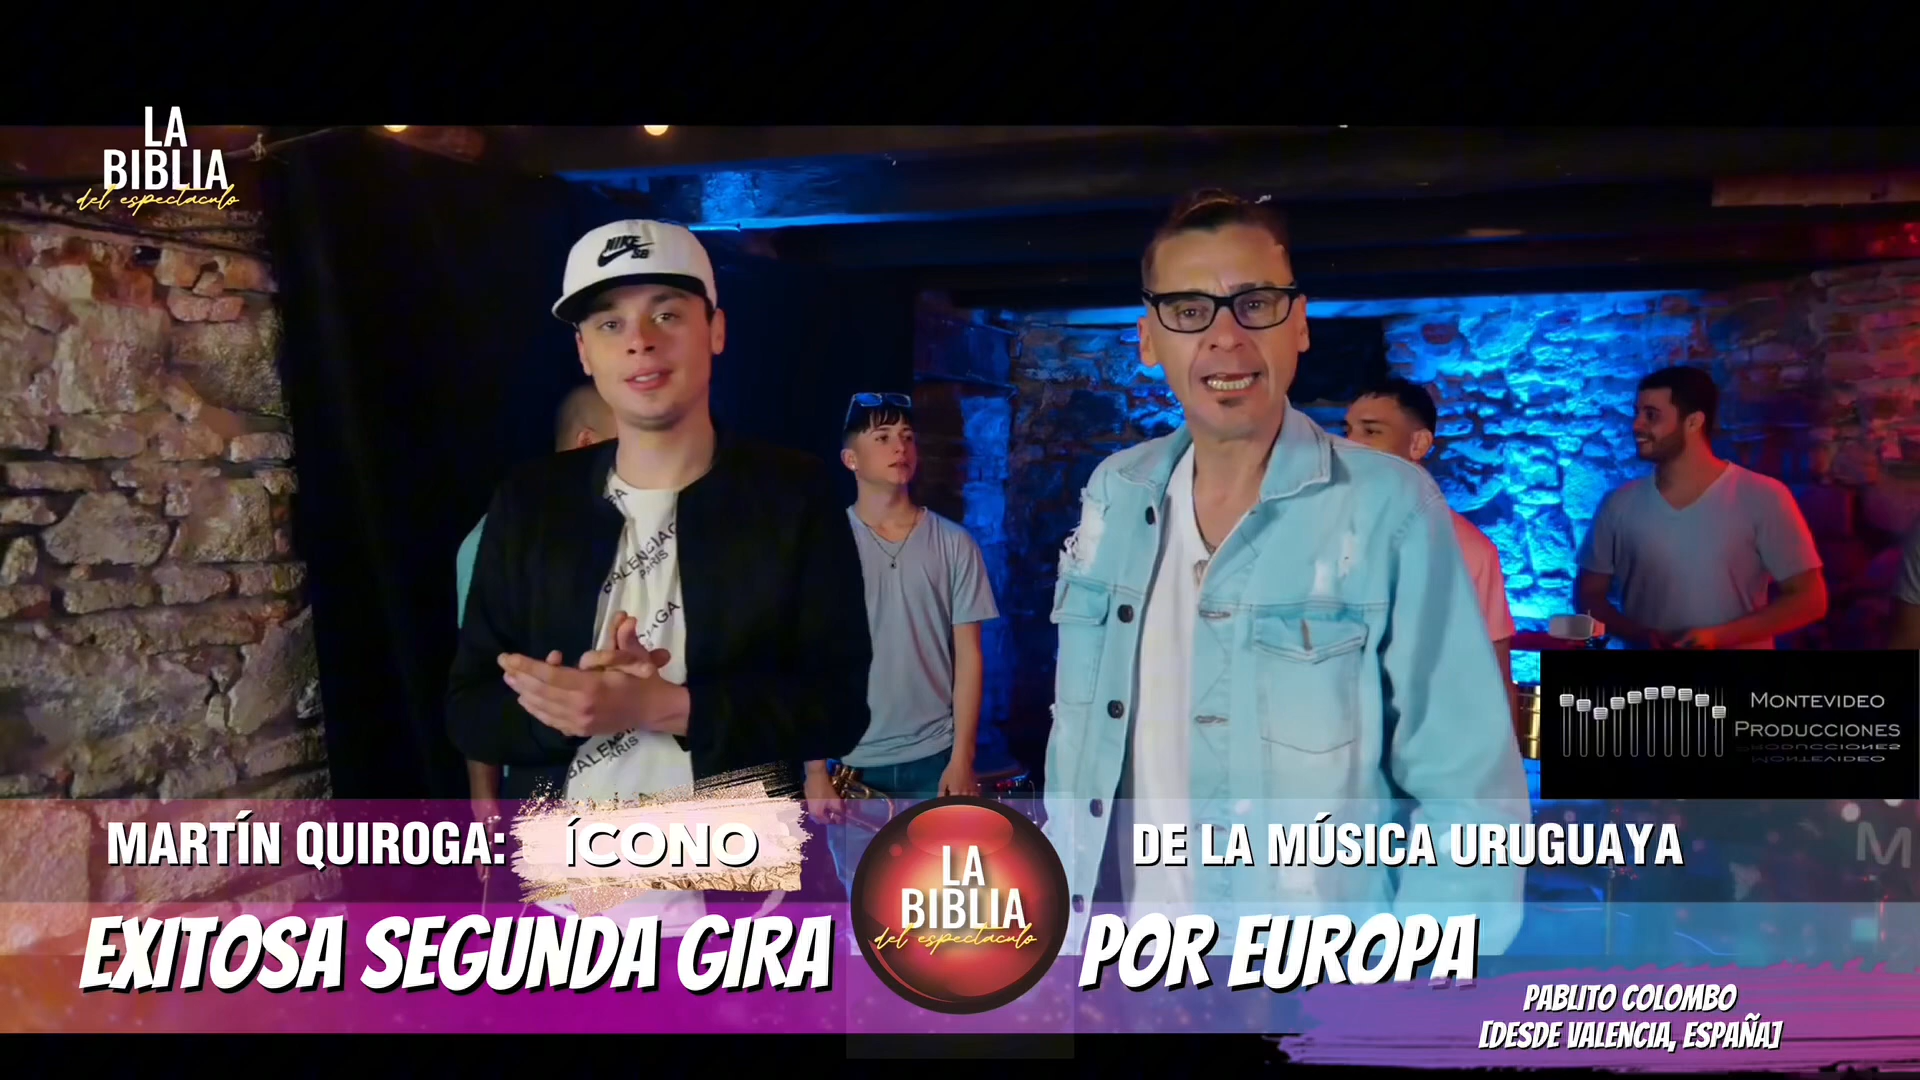 LA
BIBLIA
del espectaculo
NIKE
SB
BALENCIAGA
PARIS
MONTEVIDEO
PRODUCCIONES
MARTÍN QUIROGA: ÍCONO DE LA MÚSICA URUGUAYA
LA
BIBLIA
del espectaculo
EXITOSA SEGUNDA GIRA POR EUROPA
PABLITO COLOMBO
[DESDE VALENCIA, ESPAÑA]